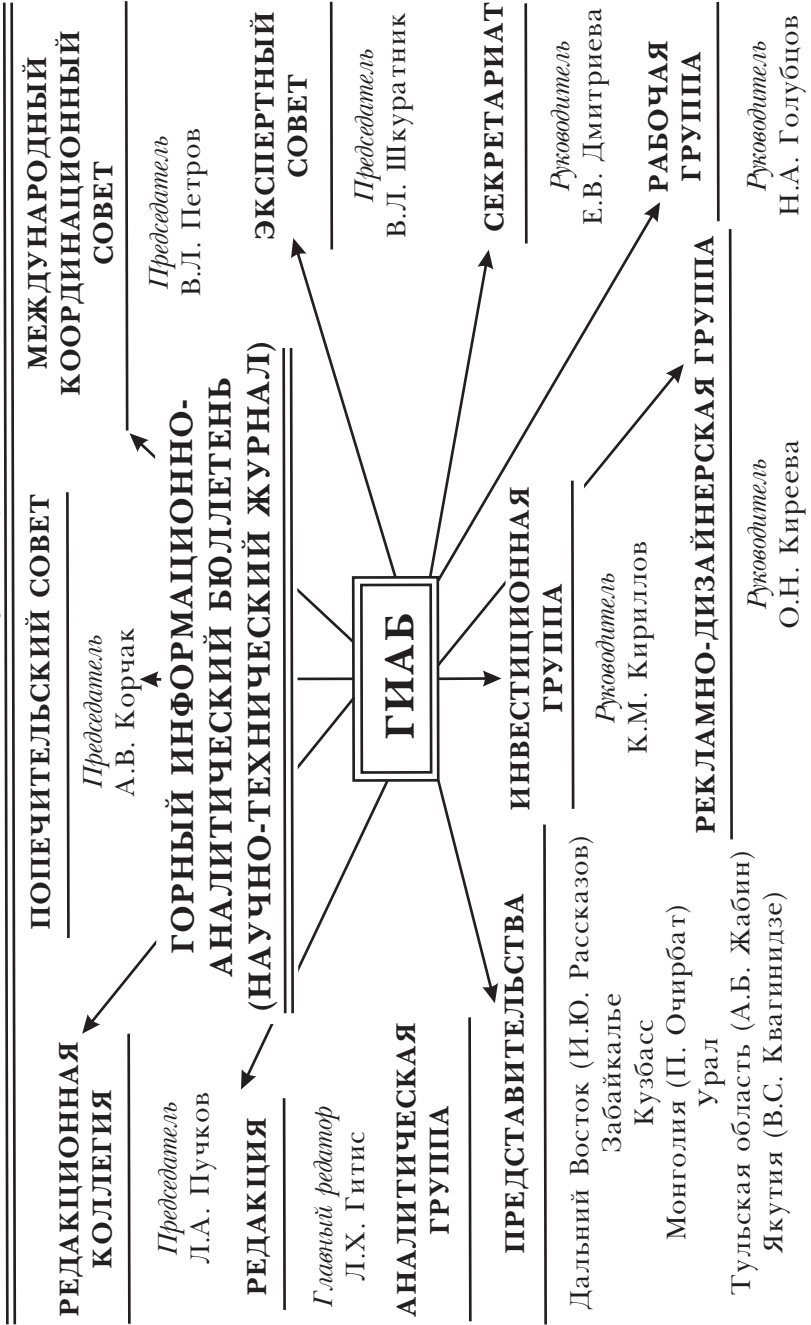 РЕДАКЦИОННАЯ
КОЛЛЕГИЯ
Председатель
Л.А. Пучков
ПОПЕЧИТЕЛЬСКИЙ СОВЕТ
Председатель
А.В. Корчак
МЕЖДУНАРОДНЫЙ
КООРДИНАЦИОННЫЙ
СОВЕТ
Председатель
В.Л. Петров
ГОРНЫЙ ИНФОРМАЦИОННО-
АНАЛИТИЧЕСКИЙ БЮЛЛЕТЕНЬ
(НАУЧНО-ТЕХНИЧЕСКИЙ ЖУРНАЛ)
РЕДАКЦИЯ
Главный редатор
Л.Х. Гитис
ЭКСПЕРТНЫЙ
СОВЕТ
Председатель
В.Л. Шкуратник
ГИАБ
АНАЛИТИЧЕСКАЯ
ГРУППА
СЕКРЕТАРИАТ
Руководитель
Е.В. Дмитриева
ПРЕДСТАВИТЕЛЬСТВА
Дальний Восток (И.Ю. Рассказов)
Забайкалье
Кузбасс
Монголия (П. Очирбат)
Урал
Тульская область (А.Б. Жабин)
Якутия (В.С. Квагинидзе)
ИНВЕСТИЦИОННАЯ
ГРУППА
Руководитель
К.М. Кириллов
РАБОЧАЯ
ГРУППА
Руководитель
Н.А. Голубцов
РЕКЛАМНО-ДИЗАЙНЕРСКАЯ ГРУППА
Руководитель
О.Н. Киреева